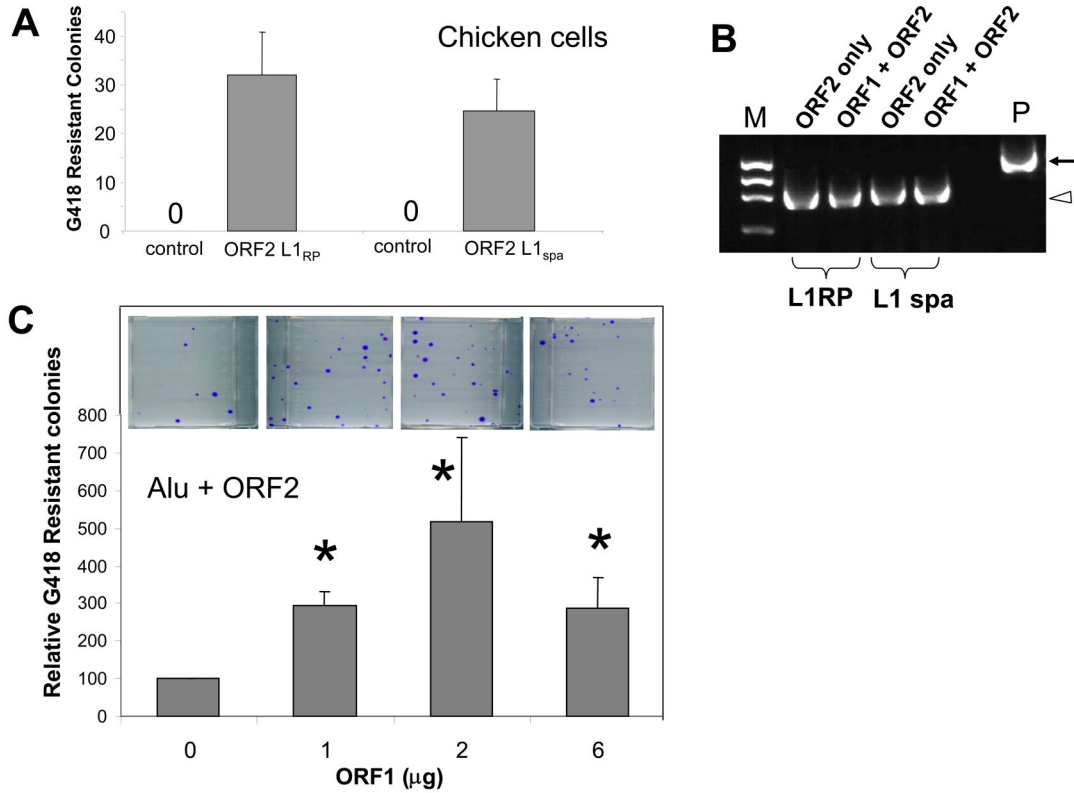 A
G418 Resistant Colonies
40
30
20
10
0
Chicken cells
0
0
control
ORF2 L1RP
control
ORF2 L1spa
B
M
ORF2 only
ORF1 + ORF2
ORF2 only
ORF1 + ORF2
P
L1RP
L1 spa
C
Relative G418 Resistant colonies
800
700
600
500
400
300
200
100
0
Alu + ORF2
*
*
*
0
1
2
6
ORF1 (μg)